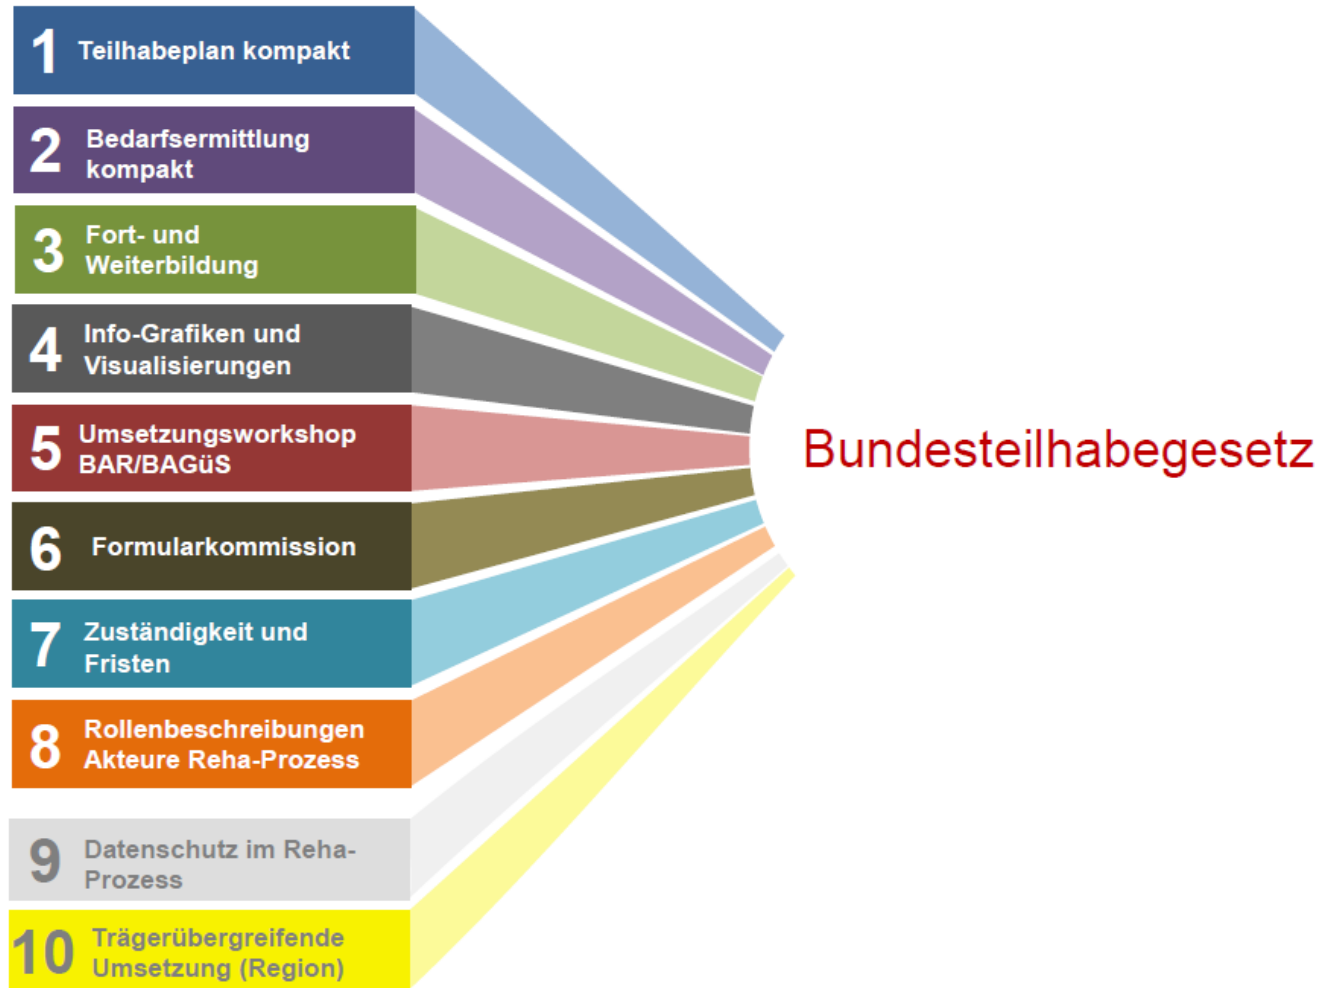 1 Teilhabeplan kompakt
2 Bedarfsermittlung
kompakt
3 Fort- und
Weiterbildung
4 Info-Grafiken und
Visualisierungen
5 Umsetzungsworkshop
BAR/BAGüS
6 Formularkommission
7 Zuständigkeit und
Fristen
8 Rollenbeschreibungen
Akteure Reha-Prozess
9 Datenschutz im Reha-
Prozess
10 Trägerübergreifende
Umsetzung (Region)
Bundesteilhabegesetz